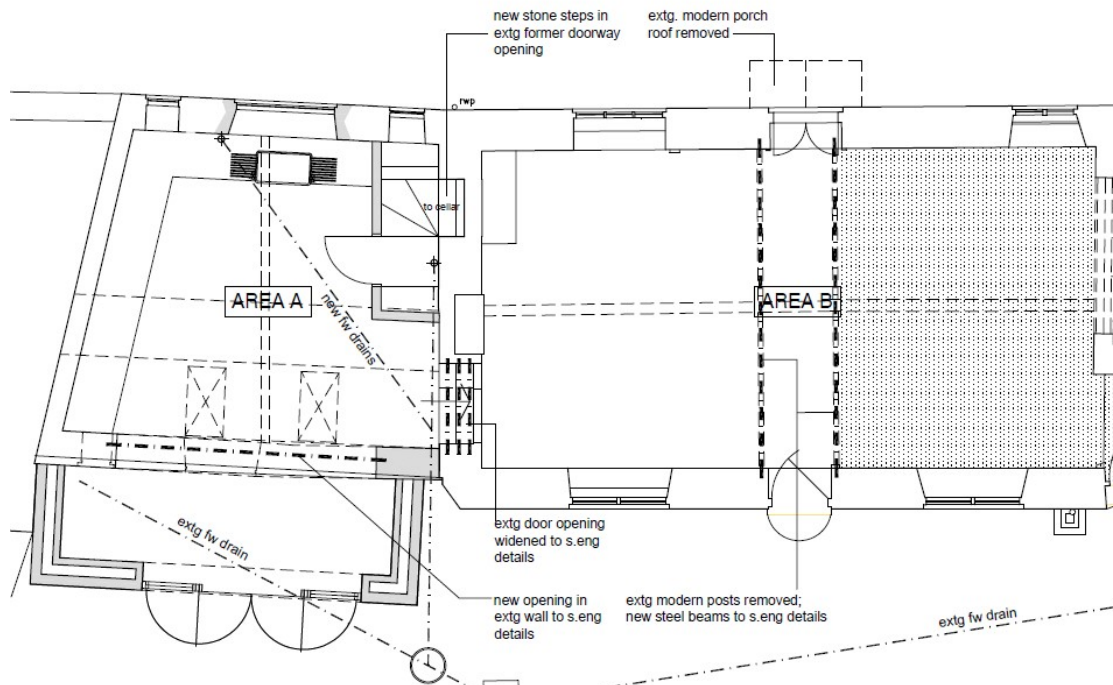 new stone steps in
extg former doorway
opening
extg. modern porch
roof removed
rwp
to cellar
AREA A
new fw drains
AREA B
extg fw drain
extg door opening
widened to s.eng
details
new opening in
extg wall to s.eng
details
extg modern posts removed;
new steel beams to s.eng details
extg fw drain